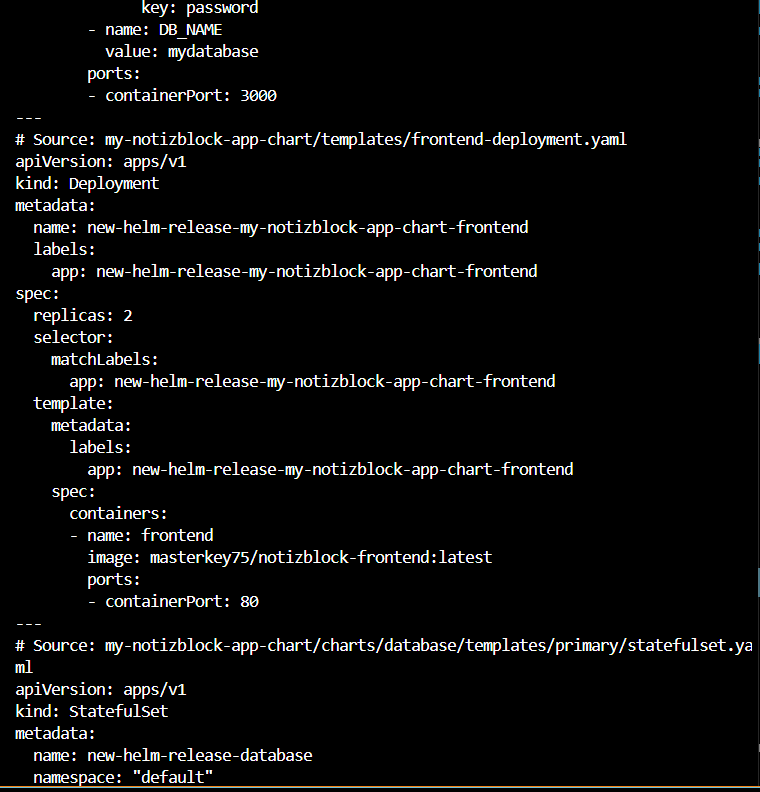 key: password
- name: DB_NAME
value: mydatabase
ports:
- containerPort: 3000
---
# Source: my-notizblock-app-chart/templates/frontend-deployment.yaml
apiVersion: apps/v1
kind: Deployment
metadata:
name: new-helm-release-my-notizblock-app-chart-frontend
labels:
app: new-helm-release-my-notizblock-app-chart-frontend
spec:
replicas: 2
selector:
matchLabels:
app: new-helm-release-my-notizblock-app-chart-frontend
template:
metadata:
labels:
app: new-helm-release-my-notizblock-app-chart-frontend
spec:
containers:
- name: frontend
image: masterkey75/notizblock-frontend:latest
ports:
- containerPort: 80
---
# Source: my-notizblock-app-chart/charts/database/templates/primary/statefulset.ya
ml
apiVersion: apps/v1
kind: StatefulSet
metadata:
name: new-helm-release-database
namespace: "default"